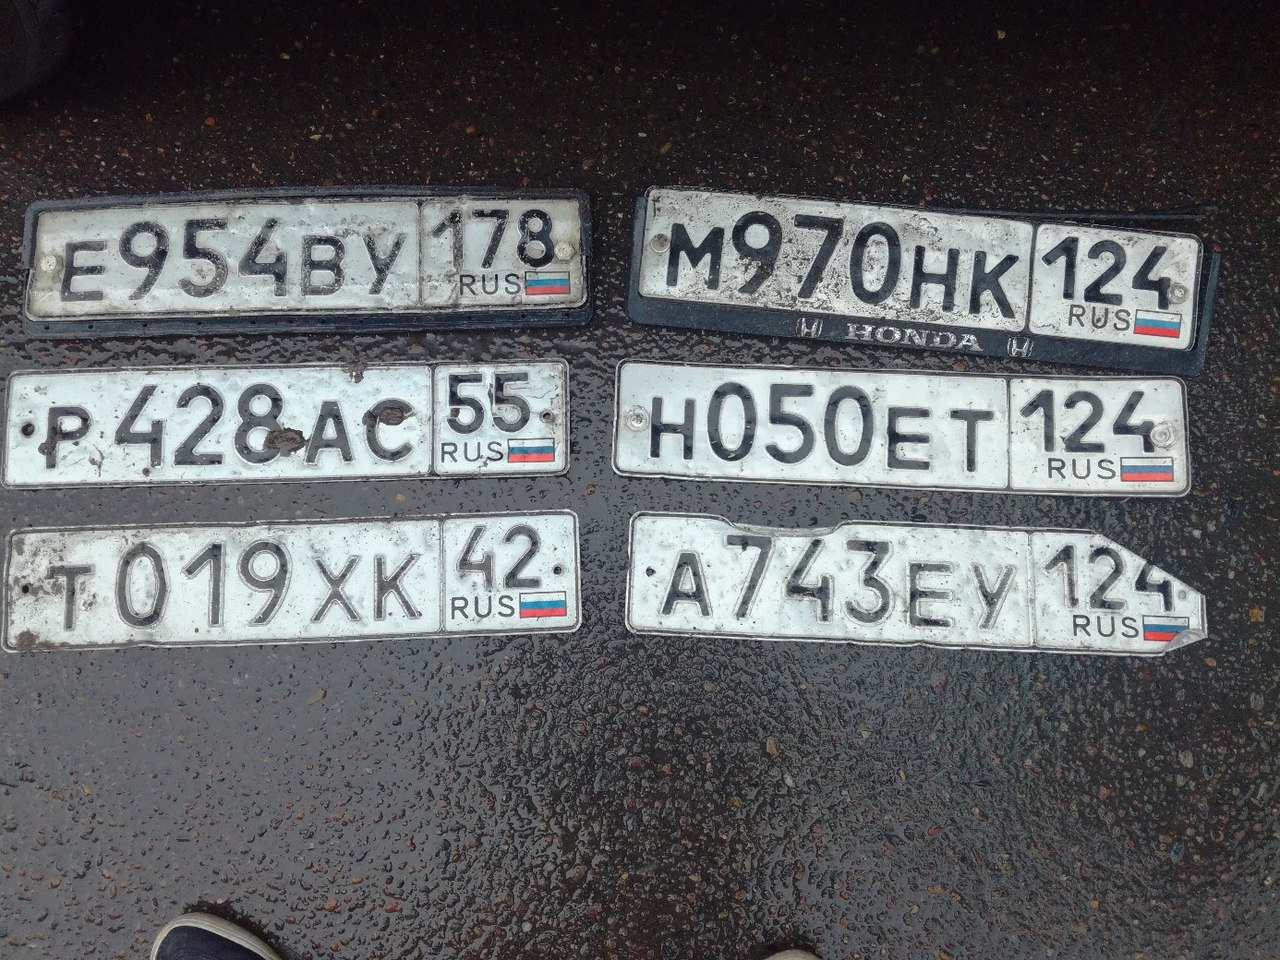 Е954ВУ 178
RUS
М970НК 124
RUS
HONDA
Р428АС 55
RUS
Н050ЕТ 124
RUS
Т019ХК 42
RUS
А743ЕУ 124
RUS